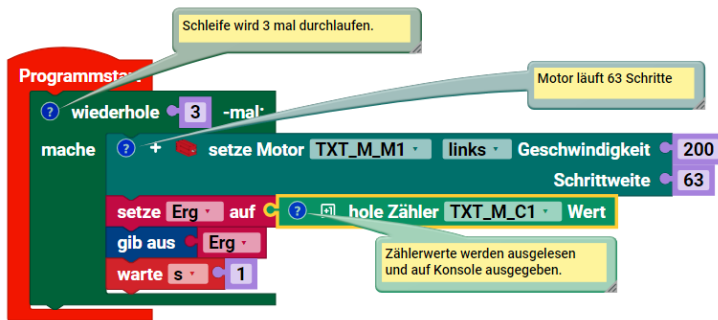 Schleife wird 3 mal durchlaufen.
Programmstart
Motor läuft 63 Schritte
? wiederhole 3 -mal:
mache ? + setze Motor TXT_M_M1 links Geschwindigkeit 200
Schrittweite 63
setze Erg auf ? hole Zähler TXT_M_C1 Wert
gib aus Erg
Zählerwerte werden ausgelesen
und auf Konsole ausgegeben.
warte s 1